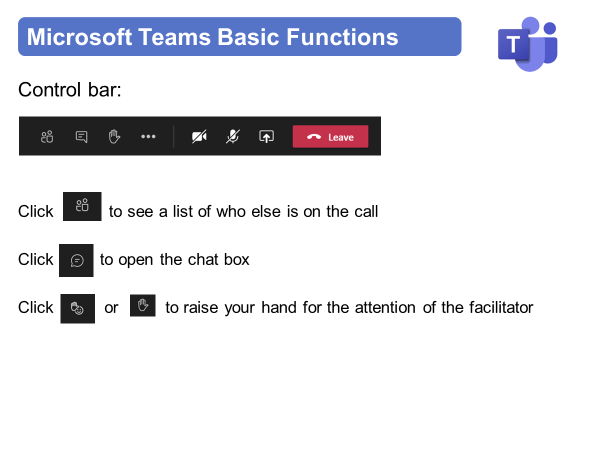 Microsoft Teams Basic Functions
T
Control bar:
Leave
Click to see a list of who else is on the call
Click to open the chat box
Click or to raise your hand for the attention of the facilitator